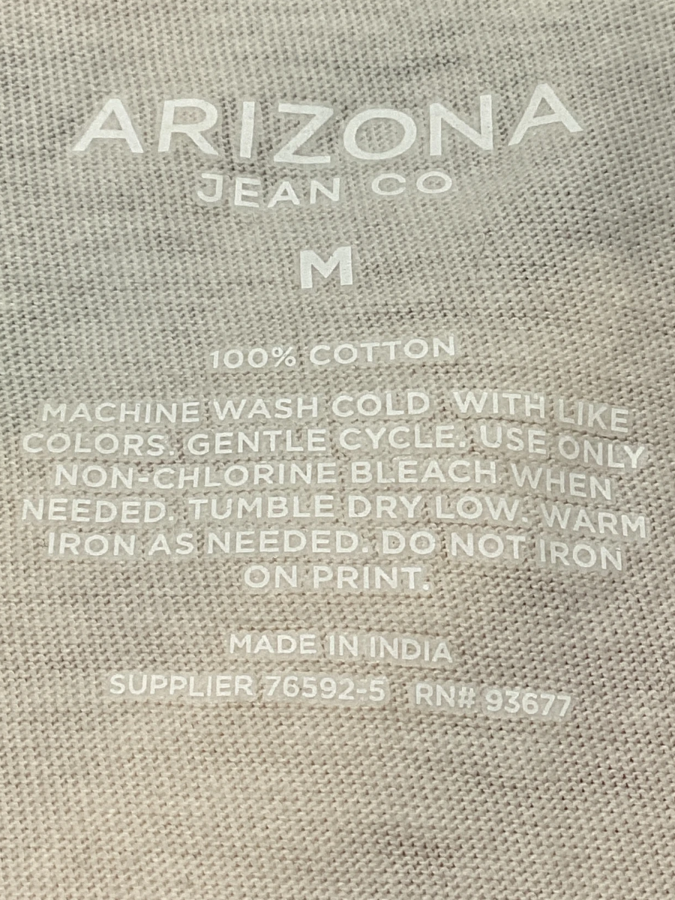 ARIZONA
JEAN CO
M
100% COTTON
MACHINE WASH COLD WITH LIKE
COLORS. GENTLE CYCLE. USE ONLY
NON-CHLORINE BLEACH WHEN
NEEDED. TUMBLE DRY LOW. WARM
IRON AS NEEDED. DO NOT IRON
ON PRINT.
MADE IN INDIA
SUPPLIER 76592-5 RN# 93677